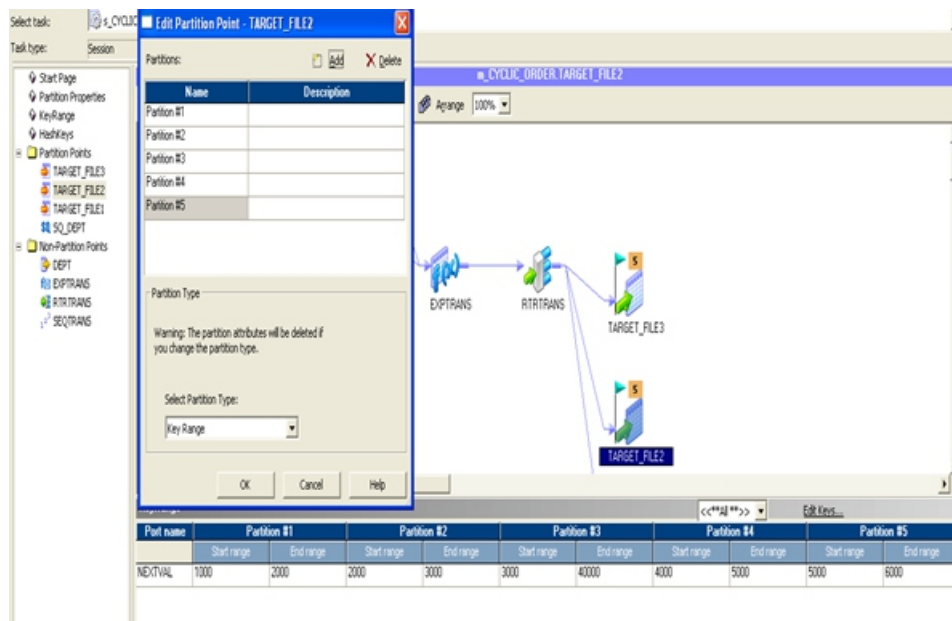 Select task: s_CYCLIC
Task type: Session
Start Page
Partition Properties
KeyRange
HashKeys
Partition Points
TARGET_FILE3
TARGET_FILE2
TARGET_FILE1
SQ_DEPT
Non-Partition Points
DEPT
EXPTRANS
RTRTRANS
SEQTRANS
Edit Partition Point - TARGET_FILE2
Partitions: Add Delete
Name Description
Partition #1
Partition #2
Partition #3
Partition #4
Partition #5
Partition Type
Warning: The partition attributes will be deleted if
you change the partition type.
Select Partition Type:
Key Range
OK Cancel Help
m_CYCLIC_ORDER.TARGET_FILE2
Arrange 100%
S
f(x)
EXPTRANS
RTRTRANS
TARGET_FILE3
S
TARGET_FILE2
<<**All **>> Edit Keys...
Port name Partition #1 Partition #2 Partition #3 Partition #4 Partition #5
Start range End range Start range End range Start range End range Start range End range Start range End range
NEXTVAL 1000 2000 2000 3000 3000 40000 4000 5000 5000 6000